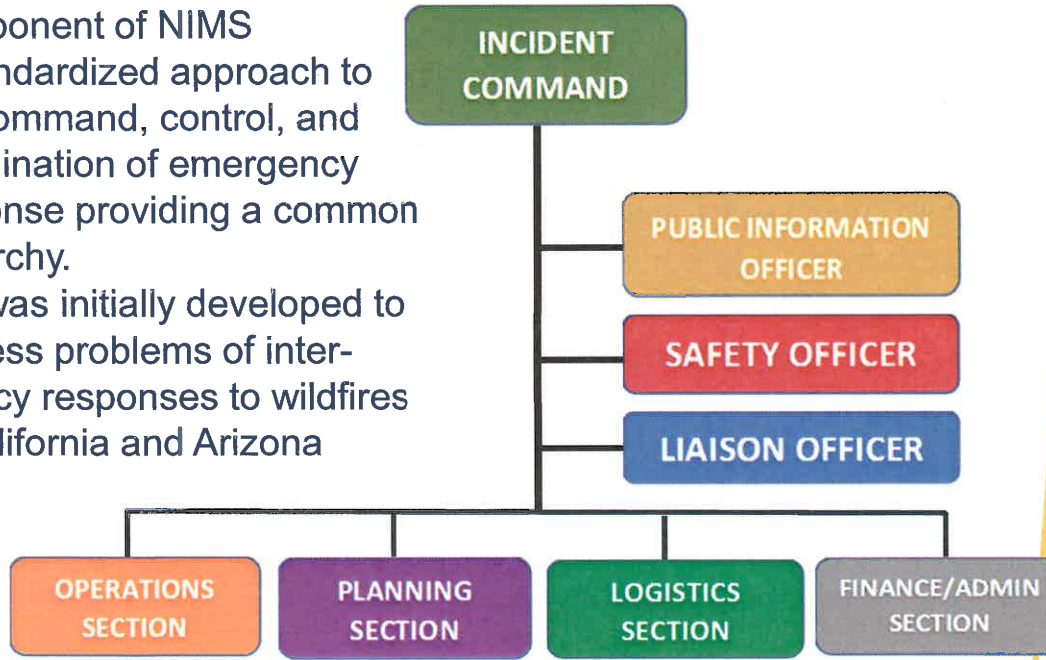 ponent of NIMS
ndardized approach to
ommand, control, and
ination of emergency
onse providing a common
rchy.
was initially developed to
ess problems of inter-
cy responses to wildfires
lifornia and Arizona
INCIDENT
COMMAND
PUBLIC INFORMATION
OFFICER
SAFETY OFFICER
LIAISON OFFICER
OPERATIONS
SECTION
PLANNING
SECTION
LOGISTICS
SECTION
FINANCE/ADMIN
SECTION